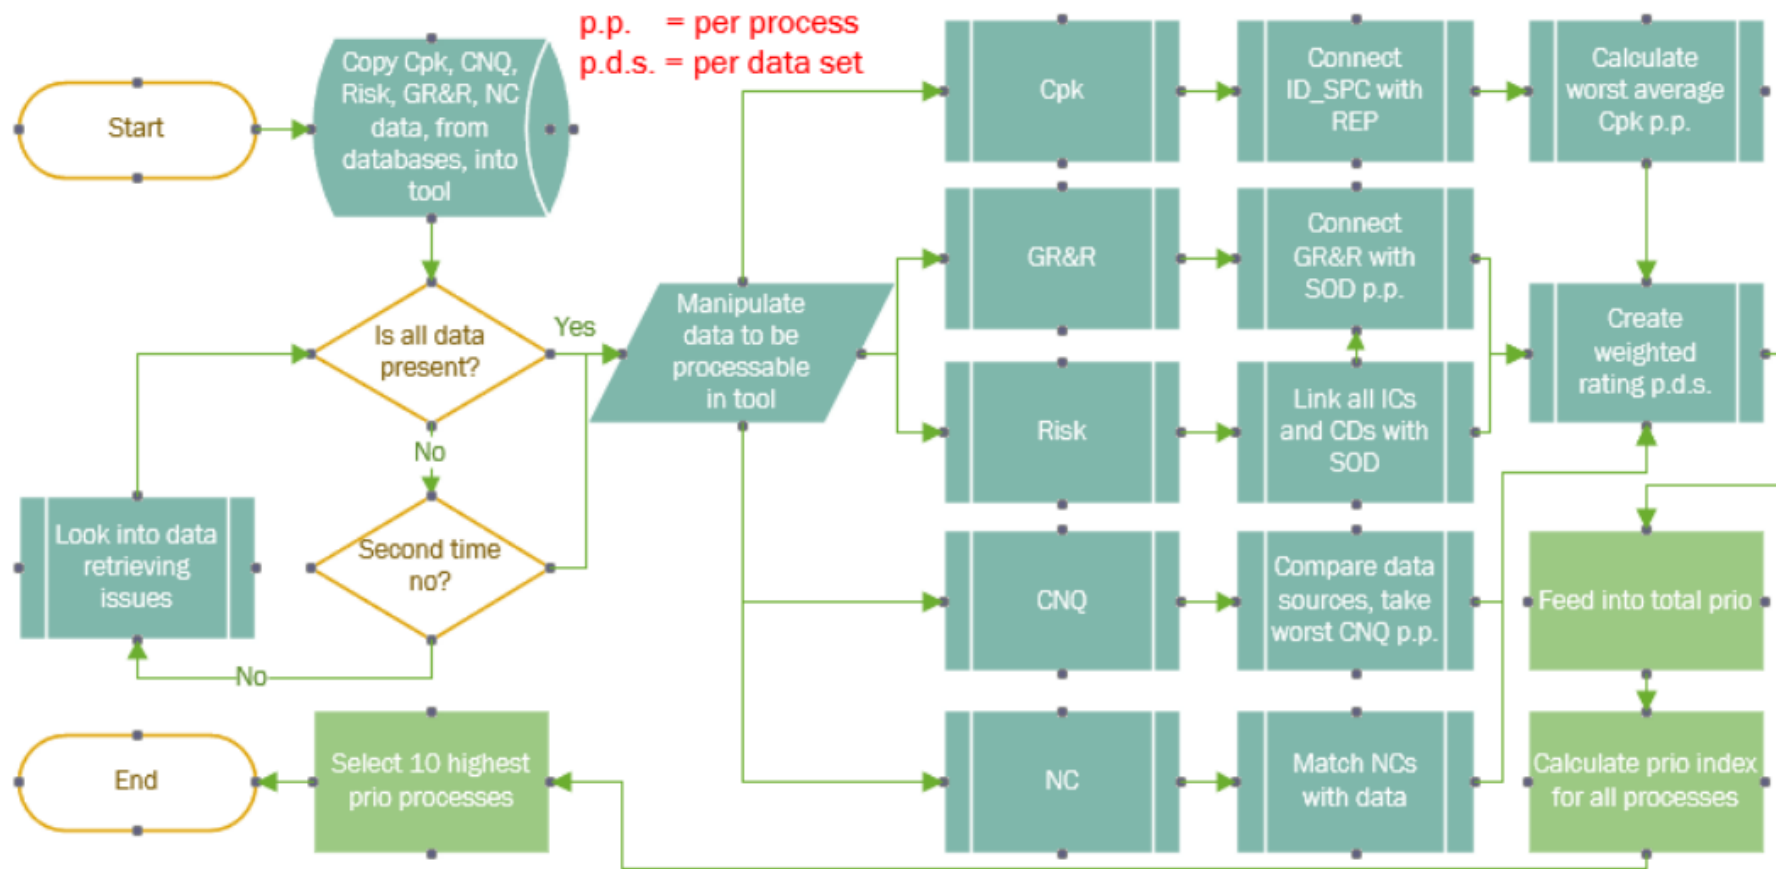 p.p. = per process
p.d.s. = per data set
Start
Copy Cpk, CNQ,
Risk, GR&R, NC
data, from
databases, into
tool
Is all data
present?
Yes
No
Second time
no?
No
Look into data
retrieving
issues
Manipulate
data to be
processable
in tool
Cpk
Connect
ID_SPC with
REP
Calculate
worst average
Cpk p.p.
GR&R
Connect
GR&R with
SOD p.p.
Create
weighted
rating p.d.s.
Risk
Link all ICs
and CDs with
SOD
CNQ
Compare data
sources, take
worst CNQ p.p.
Feed into total prio
NC
Match NCs
with data
Calculate prio index
for all processes
Select 10 highest
prio processes
End